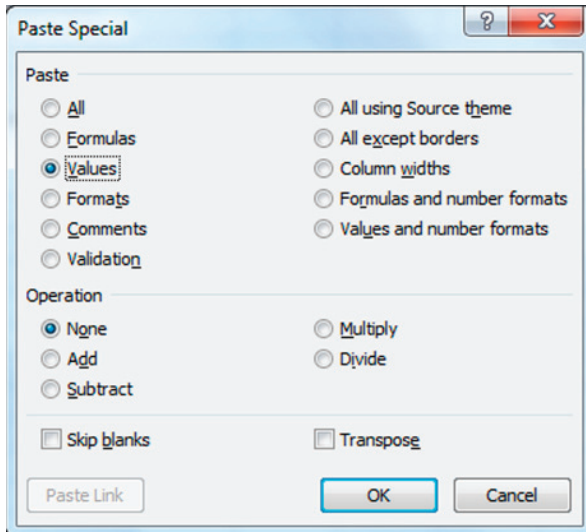 Paste Special
?
X
Paste
All
All using Source theme
Formulas
All except borders
Values
Column widths
Formats
Formulas and number formats
Comments
Values and number formats
Validation
Operation
None
Multiply
Add
Divide
Subtract
Skip blanks
Transpose
Paste Link
OK
Cancel